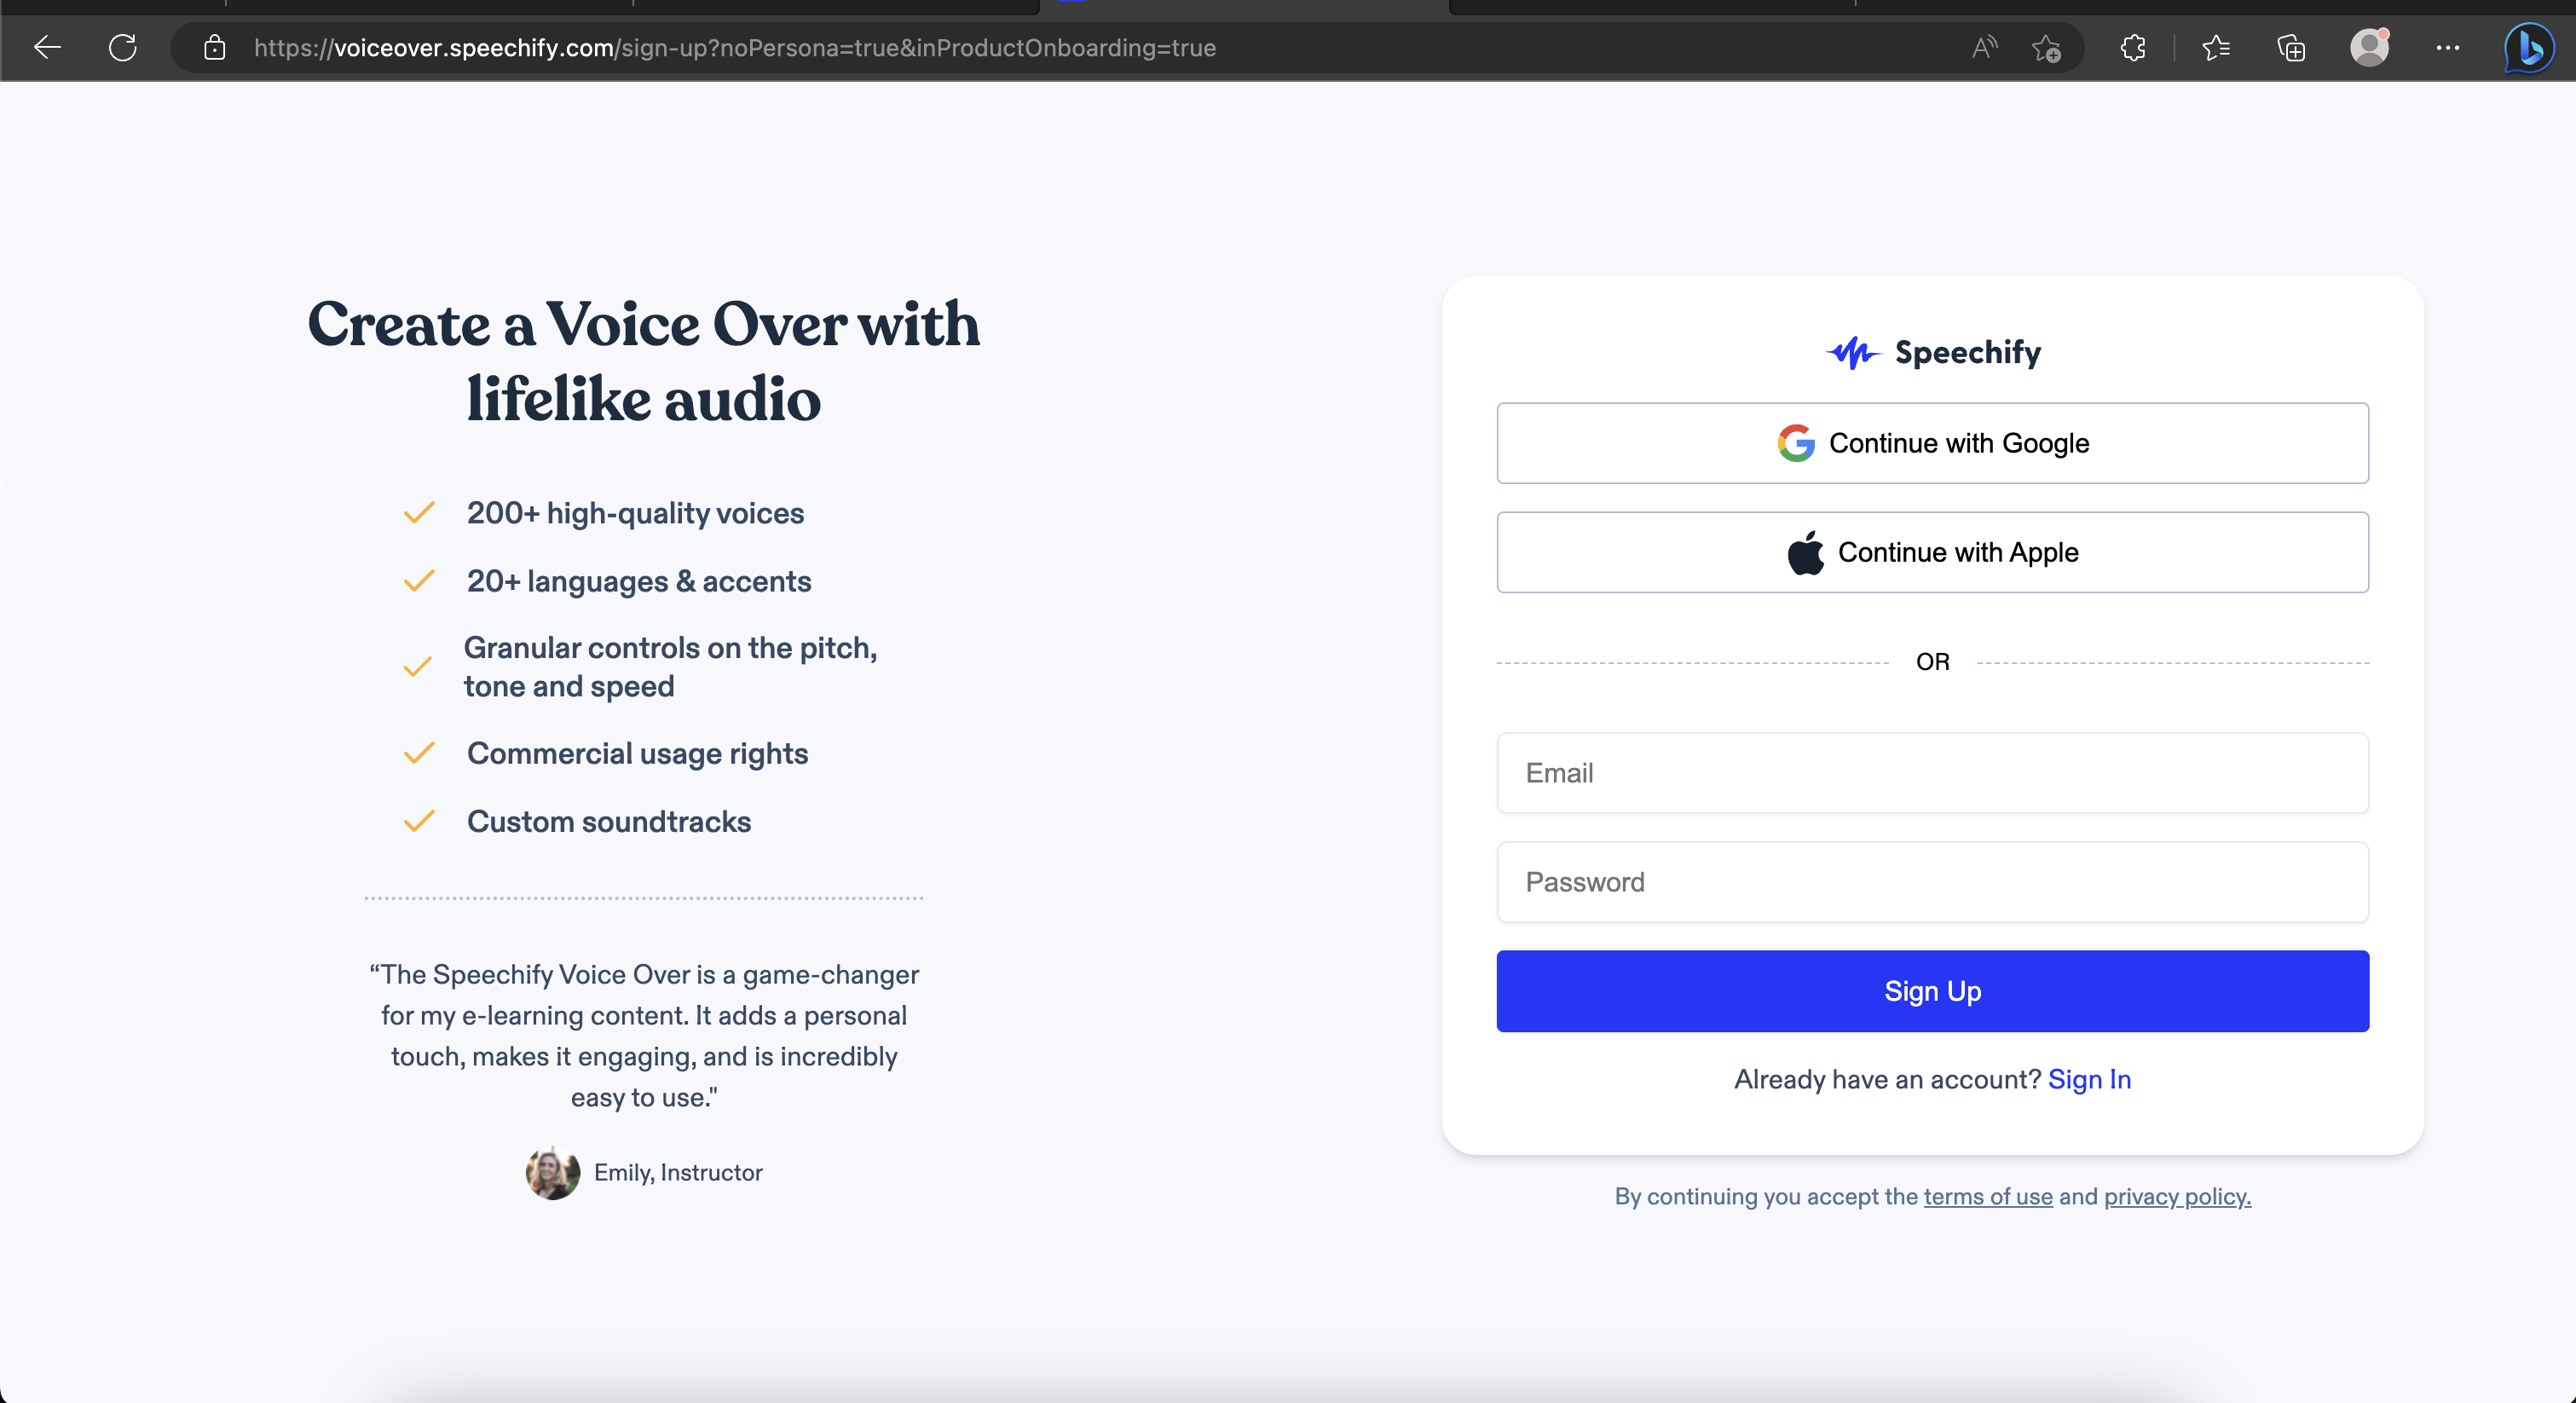 https://voiceover.speechify.com/sign-up?noPersona=true&inProductOnboarding=true
Create a Voice Over with
lifelike audio
200+ high-quality voices
20+ languages & accents
Granular controls on the pitch,
tone and speed
Commercial usage rights
Custom soundtracks
“The Speechify Voice Over is a game-changer
for my e-learning content. It adds a personal
touch, makes it engaging, and is incredibly
easy to use."
Emily, Instructor
Speechify
Continue with Google
Continue with Apple
OR
Email
Password
Sign Up
Already have an account? Sign In
By continuing you accept the terms of use and privacy policy.